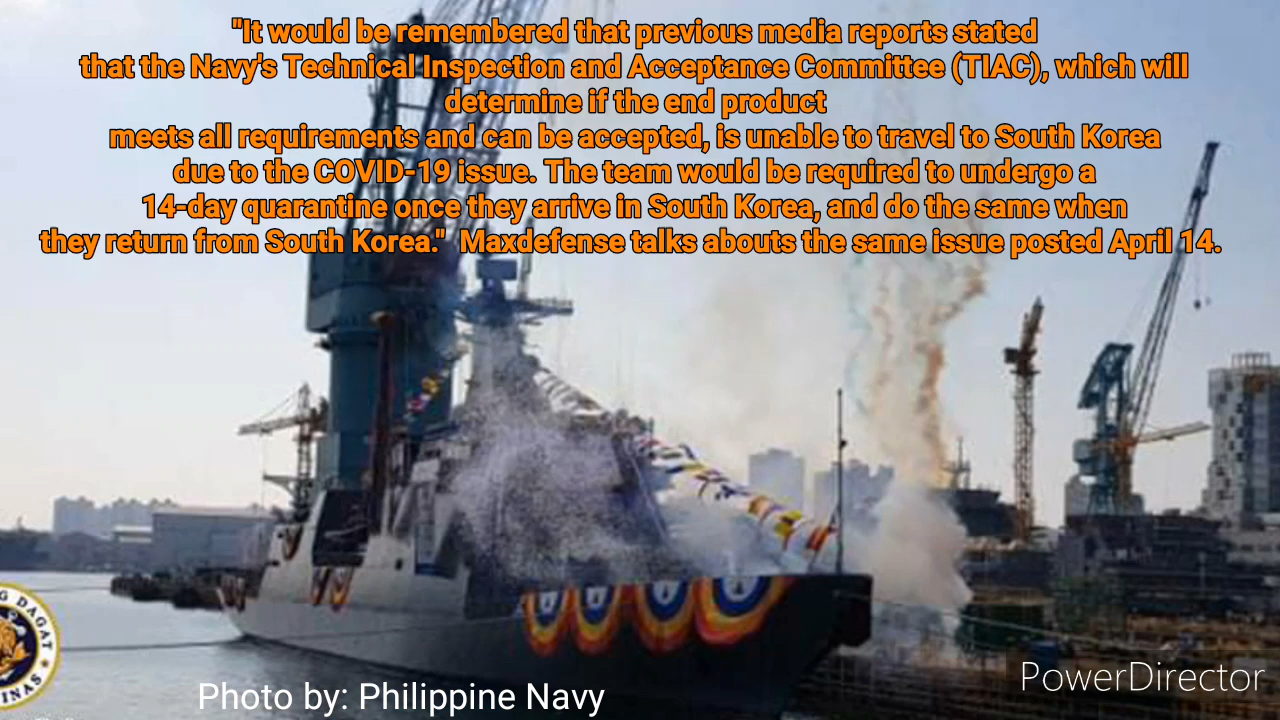 "It would be remembered that previous media reports stated
that the Navy's Technical Inspection and Acceptance Committee (TIAC), which will
determine if the end product
meets all requirements and can be accepted, is unable to travel to South Korea
due to the COVID-19 issue. The team would be required to undergo a
14-day quarantine once they arrive in South Korea, and do the same when
they return from South Korea."  Maxdefense talks abouts the same issue posted April 14.
G DAGAT
INAS
PowerDirector
Photo by: Philippine Navy